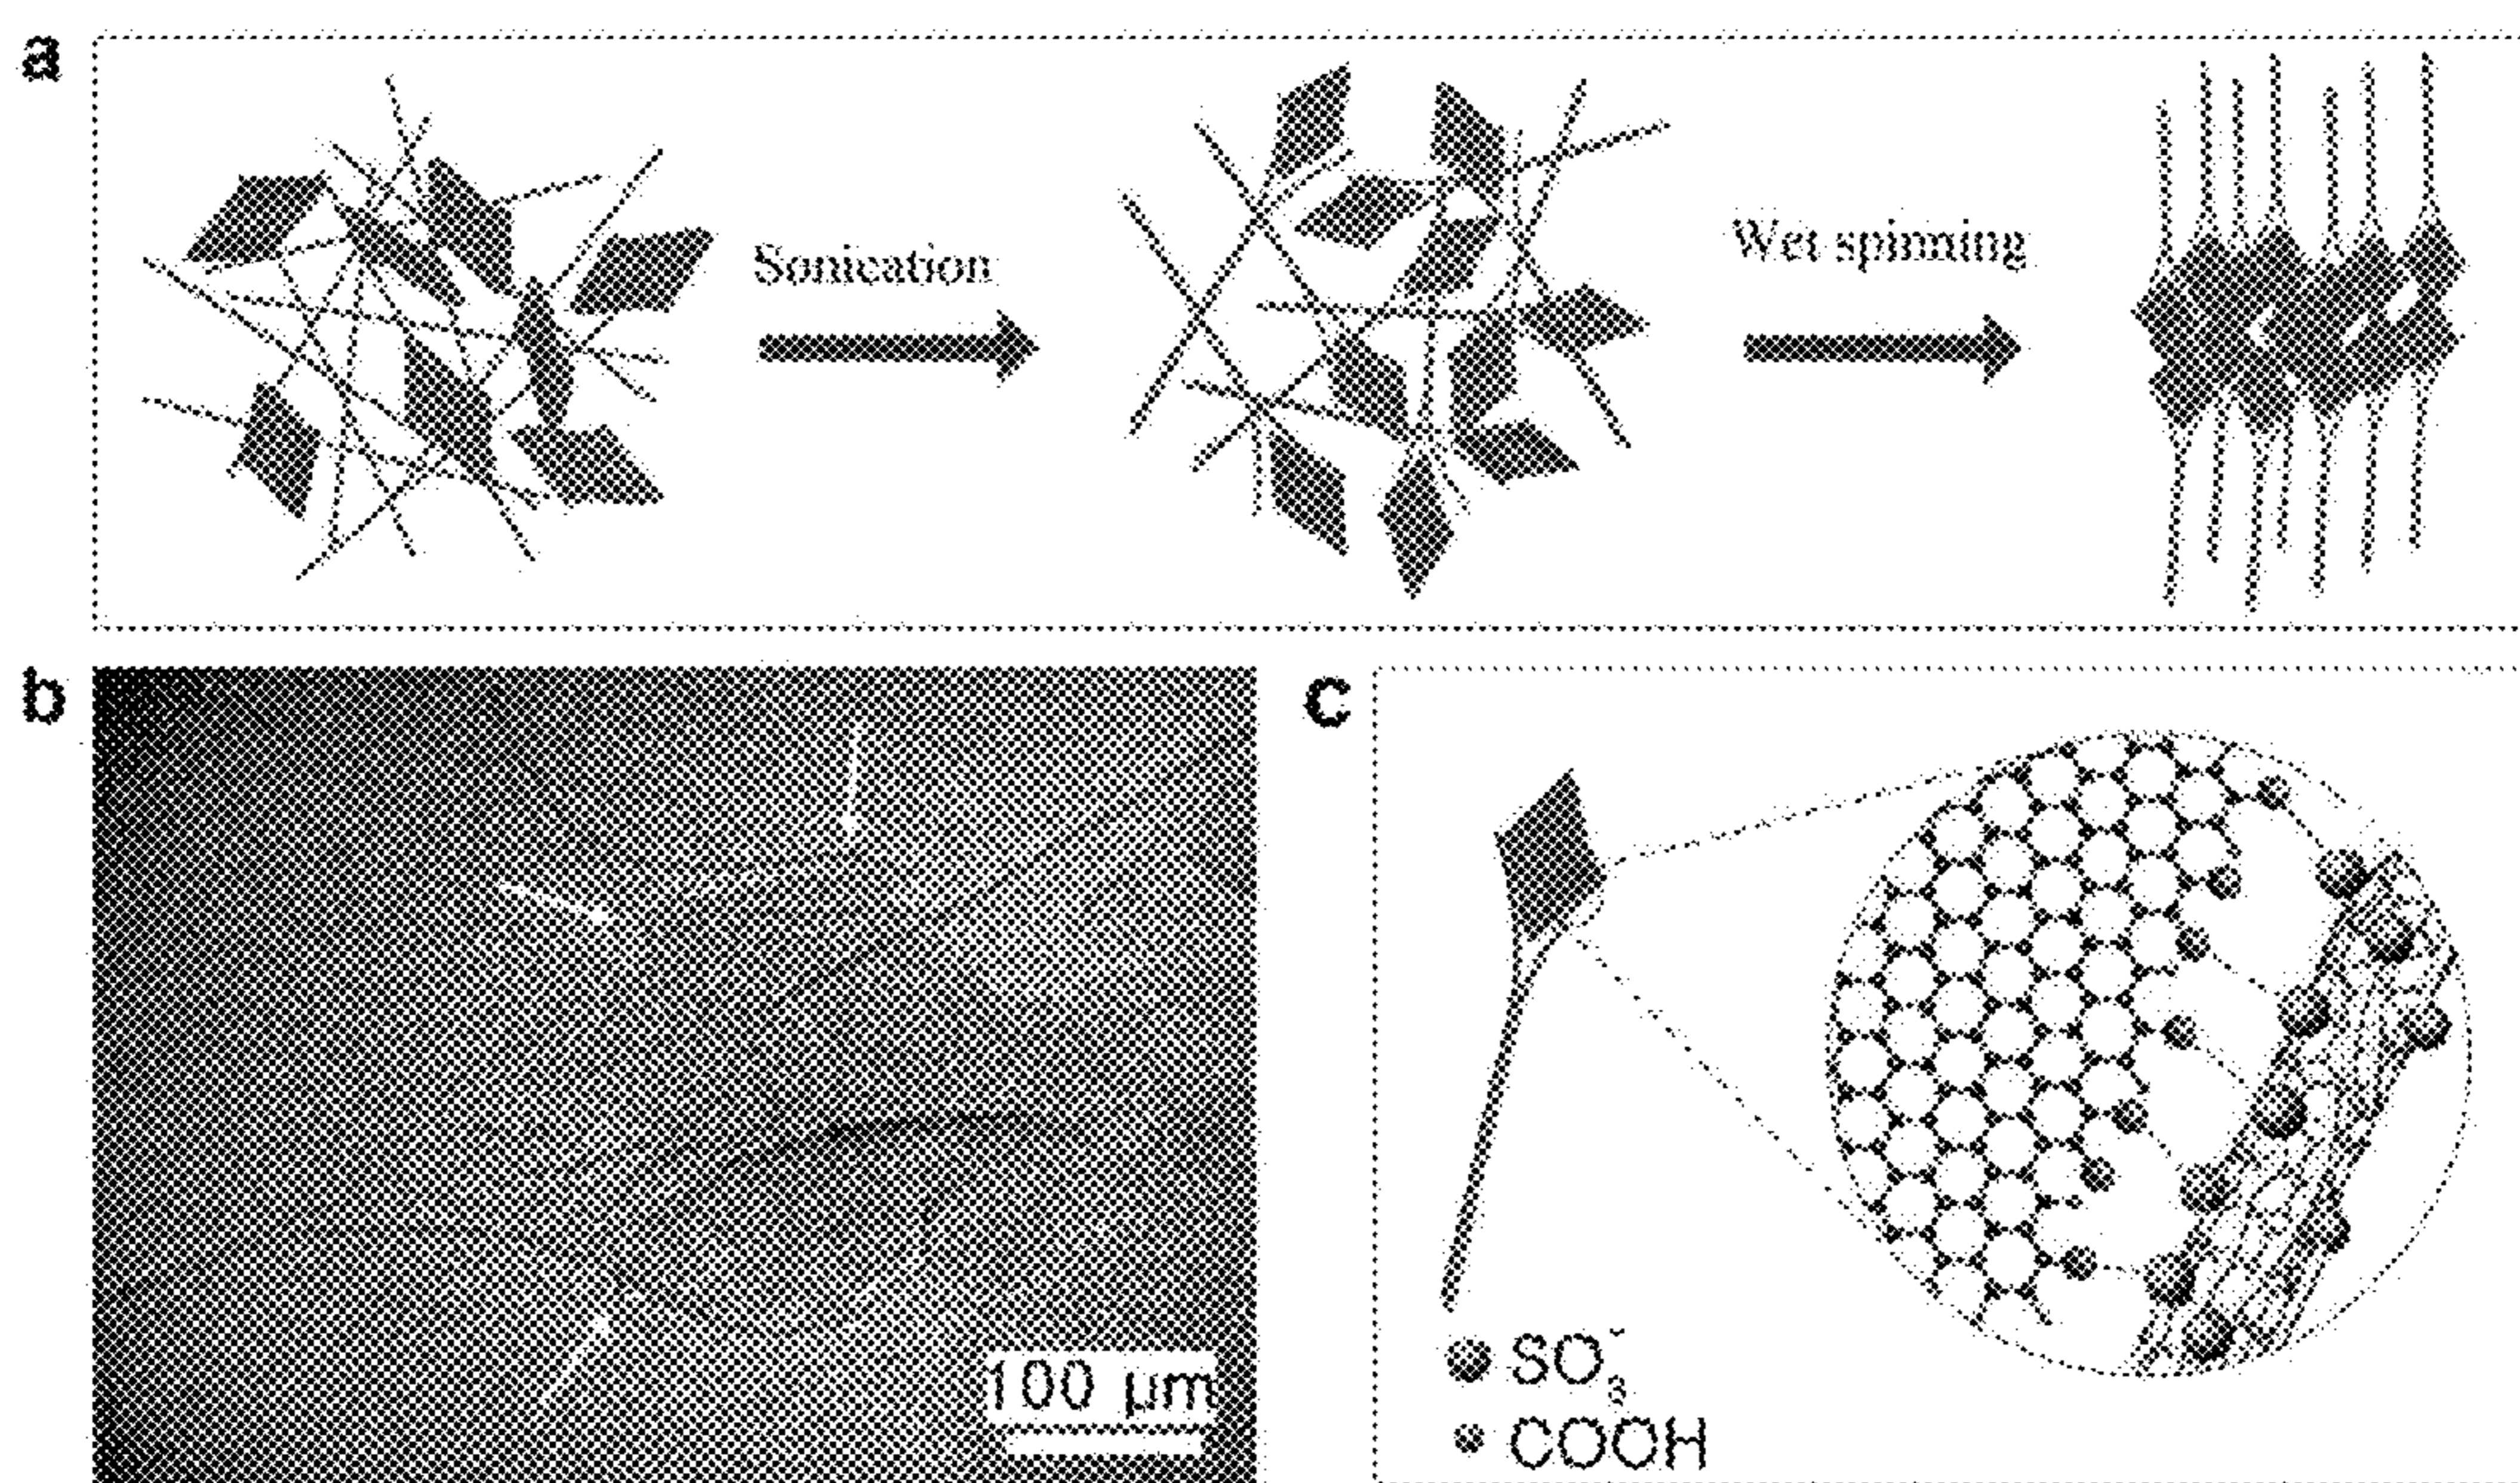 a
Sonication
Wet spinning
b
c
100 μm
SO₃⁻
COOH